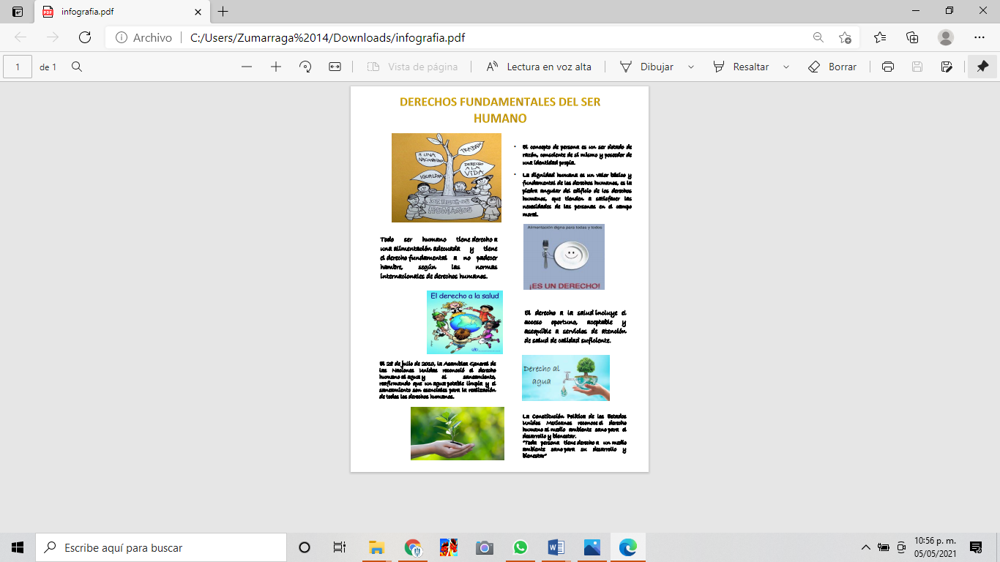 infografia.pdf
Archivo
C:/Users/Zumarraga%2014/Downloads/infografia.pdf
1
de 1
Vista de página
Lectura en voz alta
Dibujar
Resaltar
Borrar
DERECHOS FUNDAMENTALES DEL SER
HUMANO
TRABAJO
A UNA
NACIONALIDAD
DERECHO
A LA
VIDA
IGUALDAD
DERECHOS
HUMANOS
• El concepto de persona es un ser dotado de
razón, consciente de sí mismo y poseedor de
una identidad propia.
• La dignidad humana es un valor básico y
fundamental de los derechos humanos, es la
piedra angular del edificio de los derechos
humanos, que tienden a satisfacer las
necesidades de las personas en el campo
moral.
Todo ser humano tiene derecho a
una alimentación adecuada y tiene
el derecho fundamental a no padecer
hambre, según las normas
internacionales de derechos humanos.
Alimentación digna para todas y todos
¡ES UN DERECHO!
El derecho a la salud
El derecho a la salud incluye el
acceso oportuno, aceptable y
asequible a servicios de atención
de salud de calidad suficiente.
El 28 de julio de 2010, la Asamblea General de
las Naciones Unidas reconoció el derecho
humano al agua y al saneamiento,
reafirmando que un agua potable limpia y el
saneamiento son esenciales para la realización
de todos los derechos humanos.
Derecho al
agua
La Constitución Política de los Estados
Unidos Mexicanos reconoce el derecho
humano al medio ambiente sano para el
desarrollo y bienestar.
"Toda persona tiene derecho a un medio
ambiente sano para su desarrollo y
bienestar"
Escribe aquí para buscar
10:56 p. m.
05/05/2021